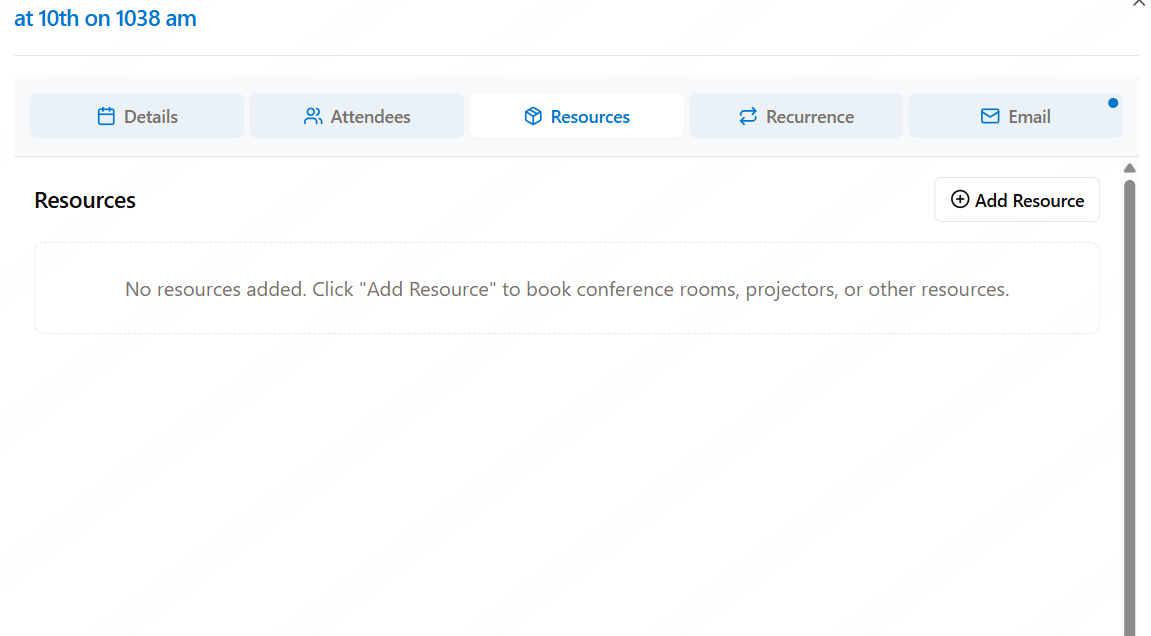 at 10th on 1038 am
Details
Attendees
Resources
Recurrence
Email
Resources
Add Resource
No resources added. Click "Add Resource" to book conference rooms, projectors, or other resources.